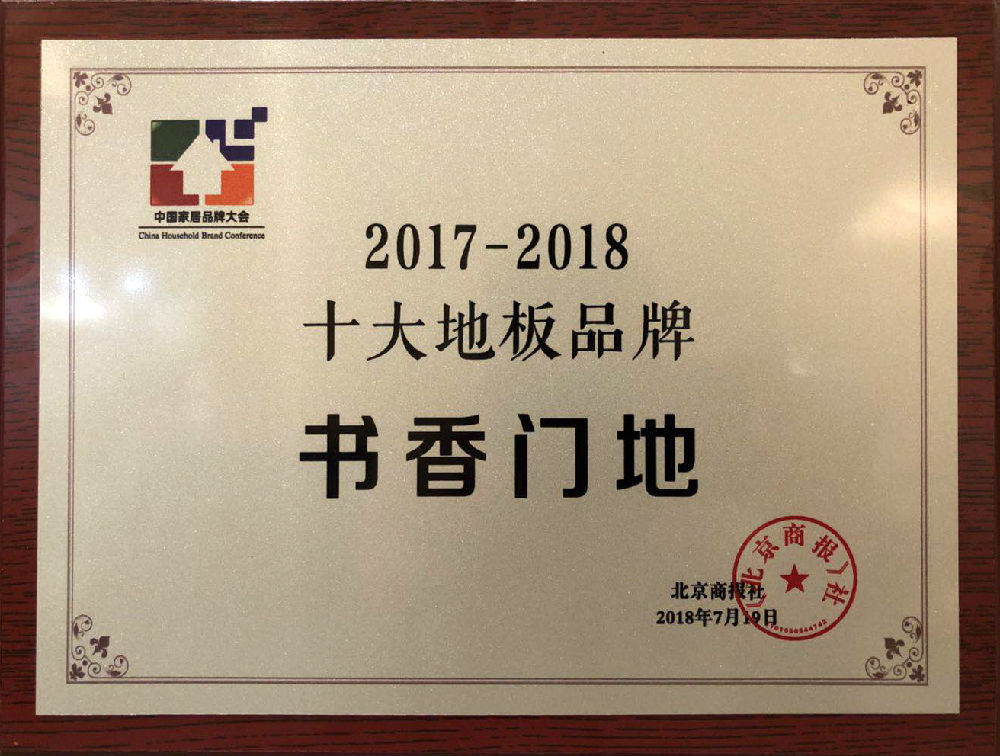 中国家居品牌大会
China Household Brand Conference
2017-2018
十大地板品牌
书香门地
北京商报社
2018年7月19日
《北京商报》社